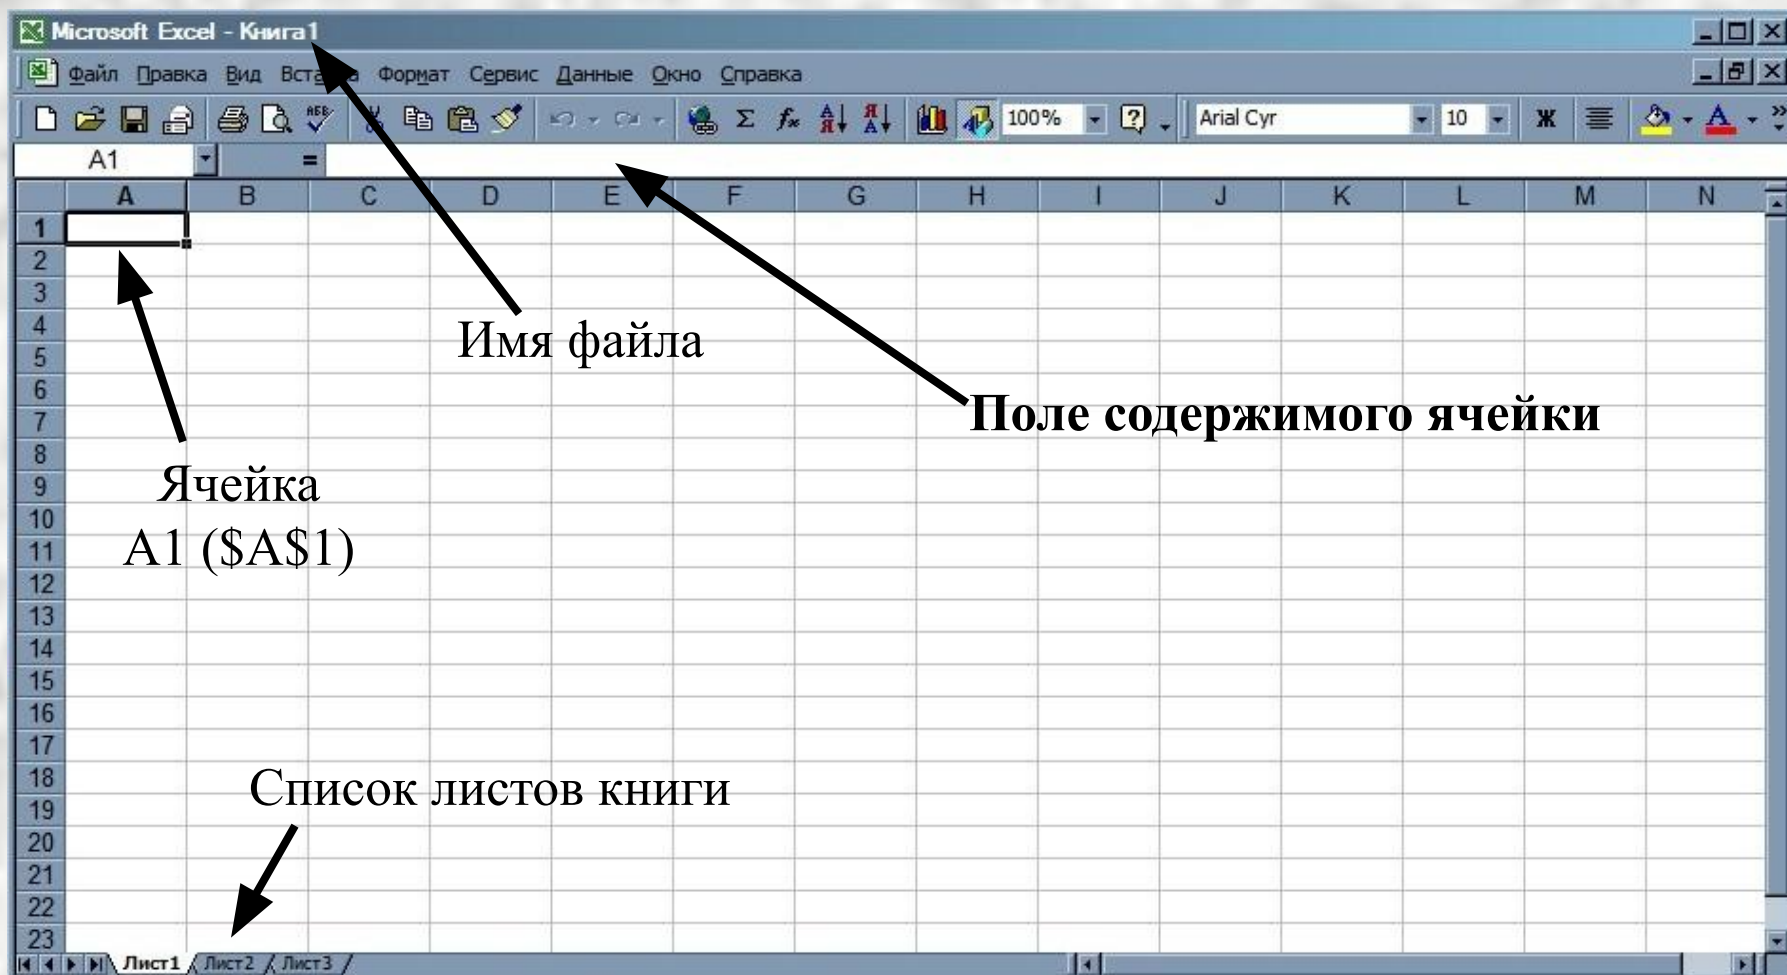 Microsoft Excel - Книга1
Файл Правка Вид Вставка Формат Сервис Данные Окно Справка
100% Arial Cyr 10 Ж
A1 =
A B C D E F G H I J K L M N
1
2
3
4
Имя файла
5
6
7
Поле содержимого ячейки
8
9
Ячейка
10
11
А1 ($A$1)
12
13
14
15
16
17
18
Список листов книги
19
20
21
22
23
Лист1 Лист2 Лист3